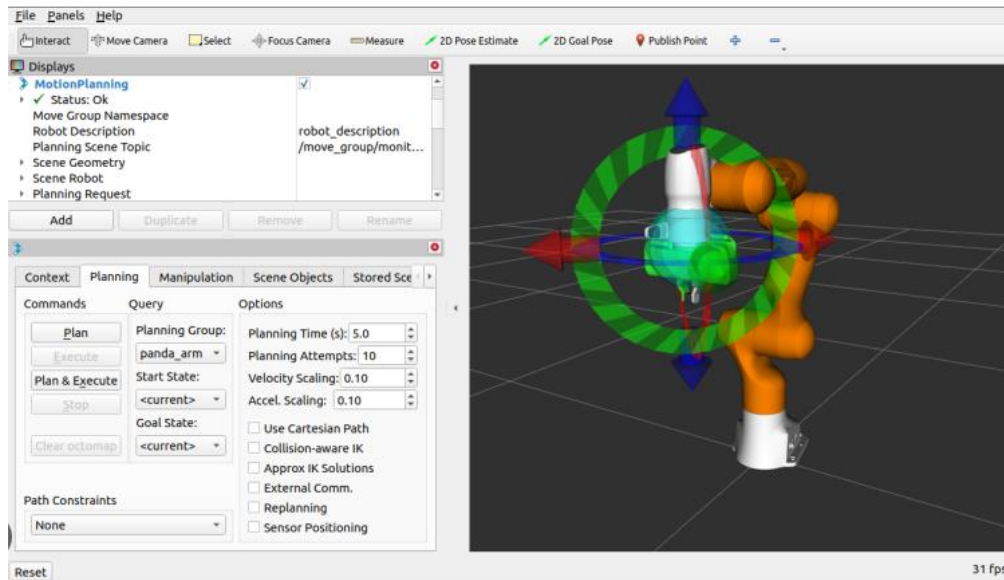 File Panels Help
Interact Move Camera Select Focus Camera Measure 2D Pose Estimate 2D Goal Pose Publish Point
Displays
MotionPlanning
Status: Ok
Move Group Namespace
Robot Description robot_description
Planning Scene Topic /move_group/monit...
Scene Geometry
Scene Robot
Planning Request
Add Duplicate Remove Rename
Context Planning Manipulation Scene Objects Stored Sce
Commands Query Options
Plan Planning Group: Planning Time (s): 5.0
Execute panda_arm Planning Attempts: 10
Plan & Execute Start State: Velocity Scaling: 0.10
Stop <current> Accel. Scaling: 0.10
Goal State: Use Cartesian Path
Clear octomap <current> Collision-aware IK
Approx IK Solutions
External Comm.
Path Constraints Replanning
None Sensor Positioning
Reset 31 fps